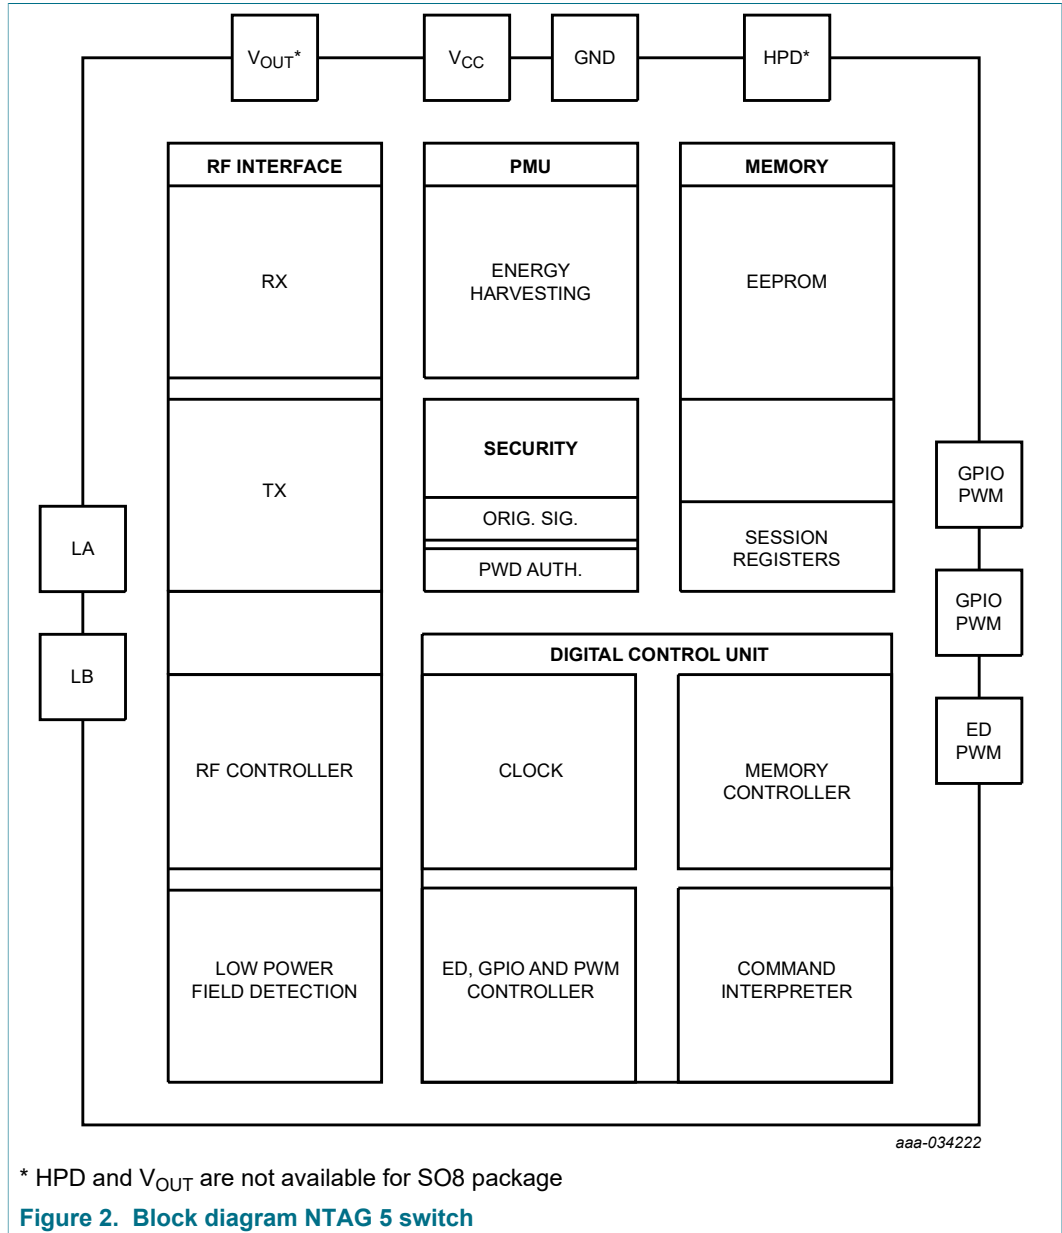 V_OUT*
V_CC
GND
HPD*
RF INTERFACE
RX
TX
RF CONTROLLER
LOW POWER
FIELD DETECTION
PMU
ENERGY
HARVESTING
SECURITY
ORIG. SIG.
PWD AUTH.
MEMORY
EEPROM
SESSION
REGISTERS
DIGITAL CONTROL UNIT
CLOCK
MEMORY
CONTROLLER
ED, GPIO AND PWM
CONTROLLER
COMMAND
INTERPRETER
LA
LB
GPIO
PWM
GPIO
PWM
ED
PWM
aaa-034222
* HPD and V_OUT are not available for SO8 package
Figure 2. Block diagram NTAG 5 switch